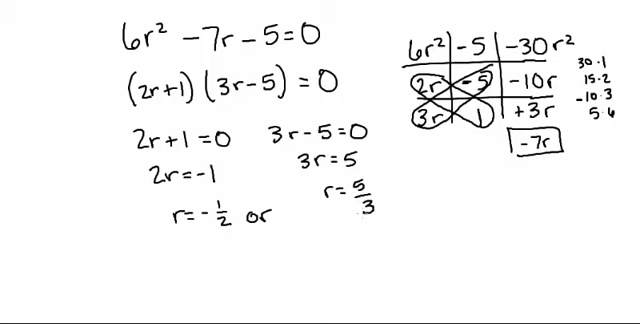 6r² - 7r - 5 = 0
(2r+1) (3r-5) = 0
2r+1=0 3r-5=0
2r=-1 3r=5
r=-1/2 or r=5/3
6r² -5 -30r²
2r -5 -10r
3r 1 +3r
-7r
30·1
15·2
-10·3
5·6